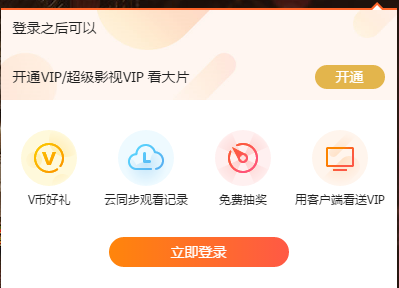 登录之后可以
开通VIP/超级影视VIP 看大片
开通
V币好礼
云同步观看记录
免费抽奖
用客户端看送VIP
立即登录